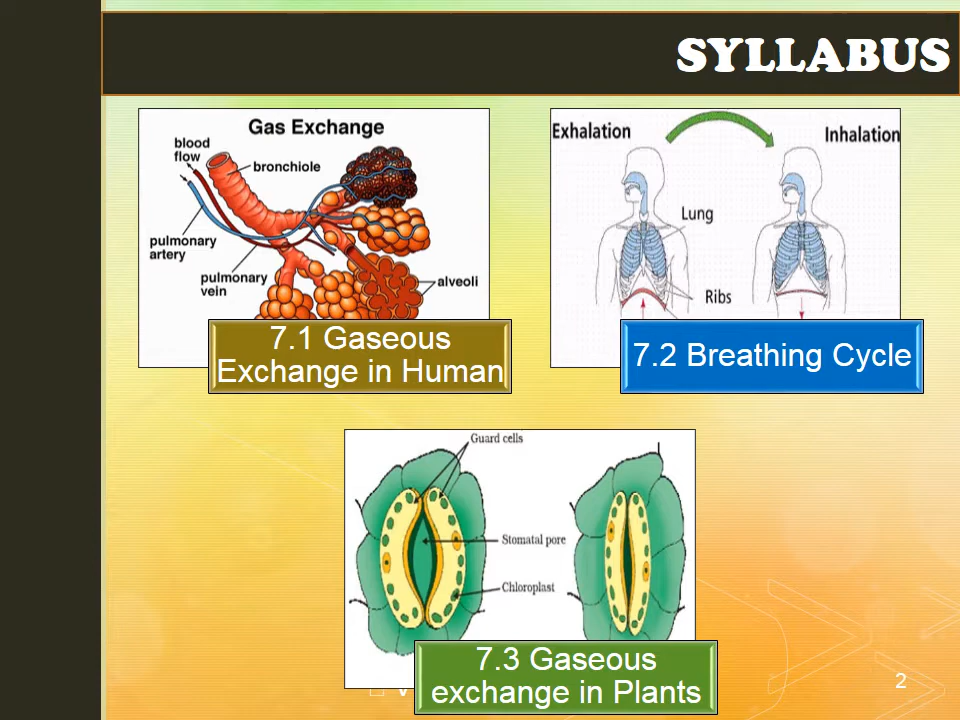 SYLLABUS
Gas Exchange
blood
flow
bronchiole
pulmonary
artery
pulmonary
vein
alveoli
7.1 Gaseous
Exchange in Human
Exhalation
Inhalation
Lung
Ribs
7.2 Breathing Cycle
Guard cells
Stomatal pore
Chloroplast
7.3 Gaseous
exchange in Plants
2